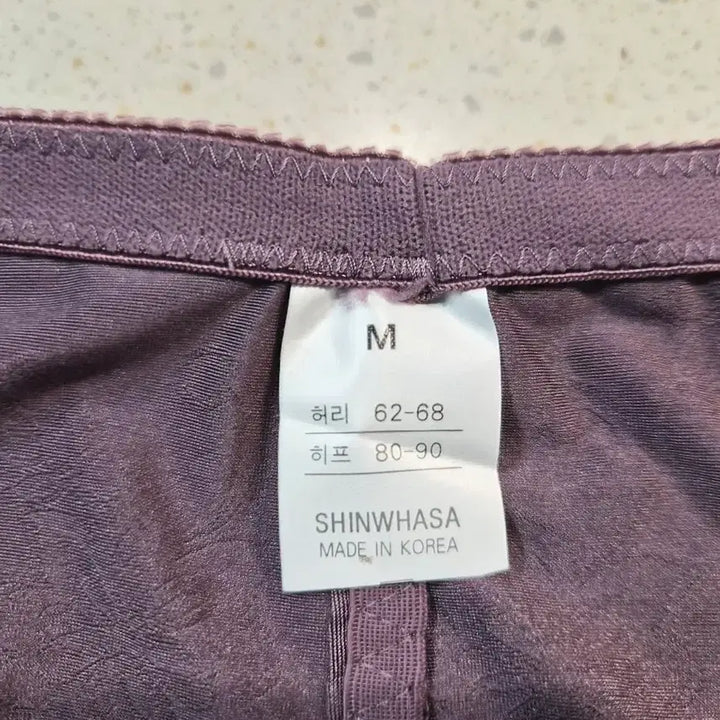 M
허리 62-68
히프 80-90
SHINWHASA
MADE IN KOREA